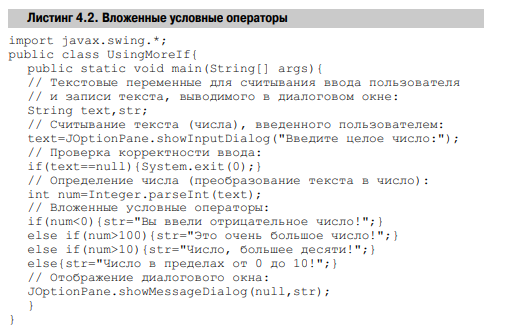 Листинг 4.2. Вложенные условные операторы
import javax.swing.*;
public class UsingMoreIf{
public static void main(String[] args){
// Текстовые переменные для считывания ввода пользователя
// и записи текста, выводимого в диалоговом окне:
String text,str;
// Считывание текста (числа), введенного пользователем:
text=JOptionPane.showInputDialog("Введите целое число:");
// Проверка корректности ввода:
if(text==null){System.exit(0);}
// Определение числа (преобразование текста в число):
int num=Integer.parseInt(text);
// Вложенные условные операторы:
if(num<0){str="Вы ввели отрицательное число!";}
else if(num>100){str="Это очень большое число!";}
else if(num>10){str="Число, большее десяти!";}
else{str="Число в пределах от 0 до 10!";}
// Отображение диалогового окна:
JOptionPane.showMessageDialog(null,str);
}
}